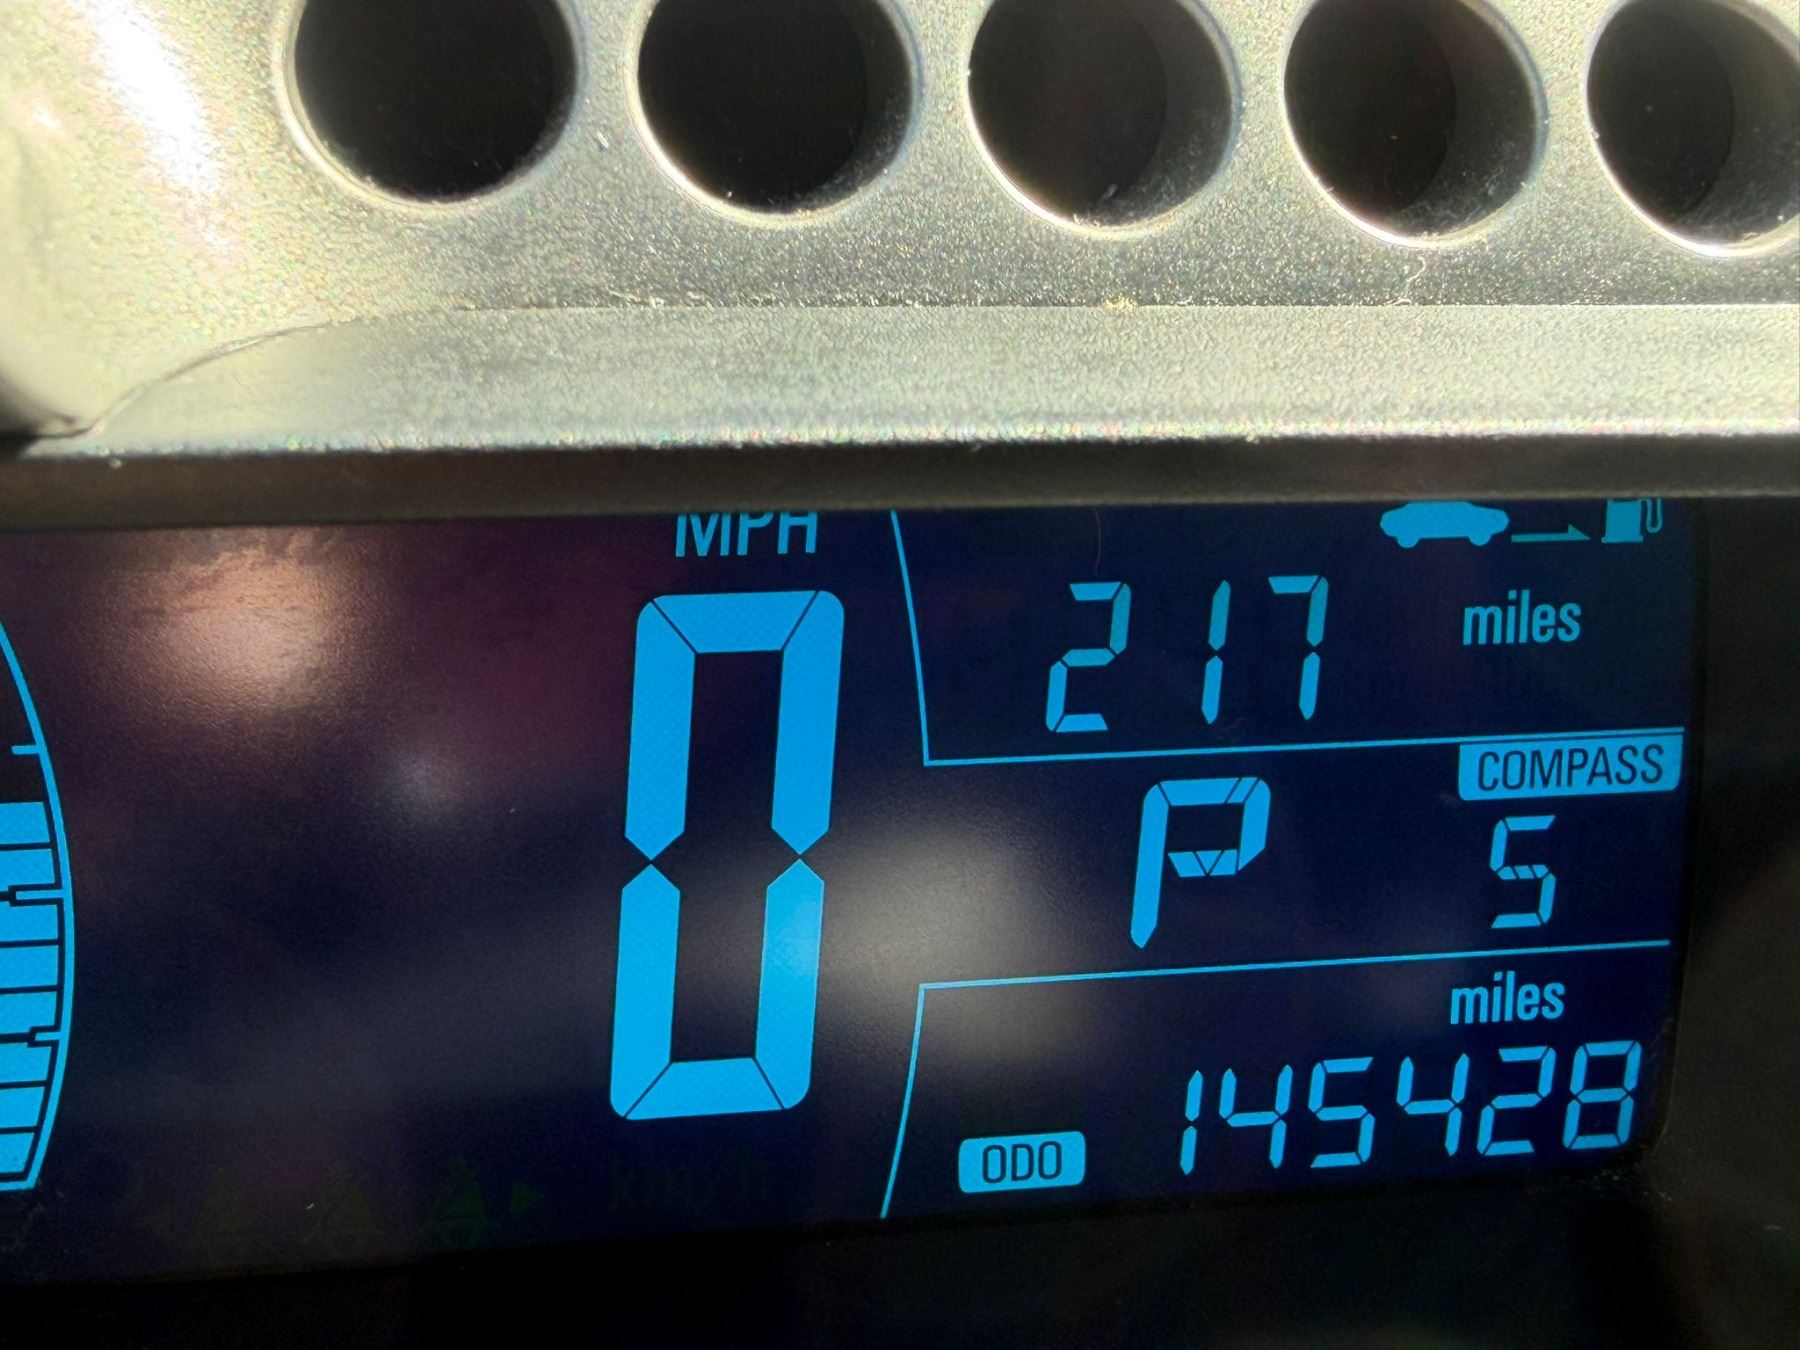 MPH
0
217 miles
COMPASS
P S
miles
ODO 145428